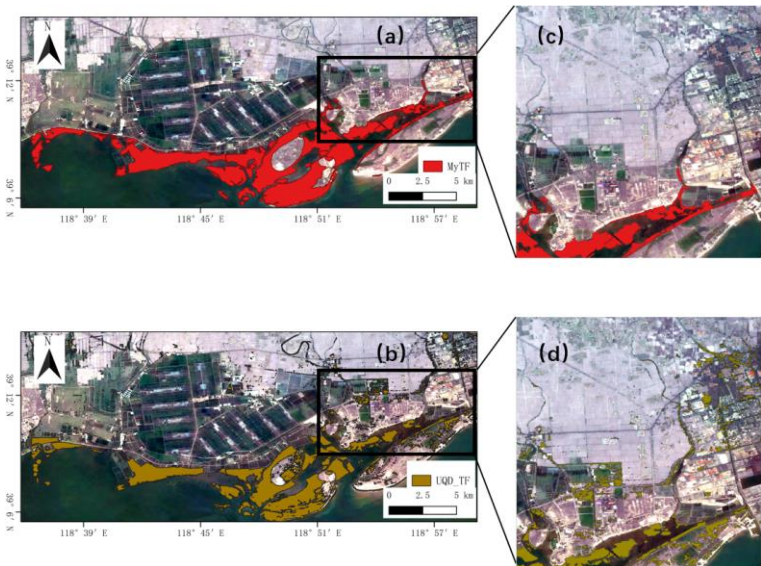 N
(a)
(c)
39° 12′ N
39° 6′ N
MyTF
0 2.5 5 km
118° 39′ E
118° 45′ E
118° 51′ E
118° 57′ E
N
(b)
(d)
39° 12′ N
39° 6′ N
UQD_TF
0 2.5 5 km
118° 39′ E
118° 45′ E
118° 51′ E
118° 57′ E